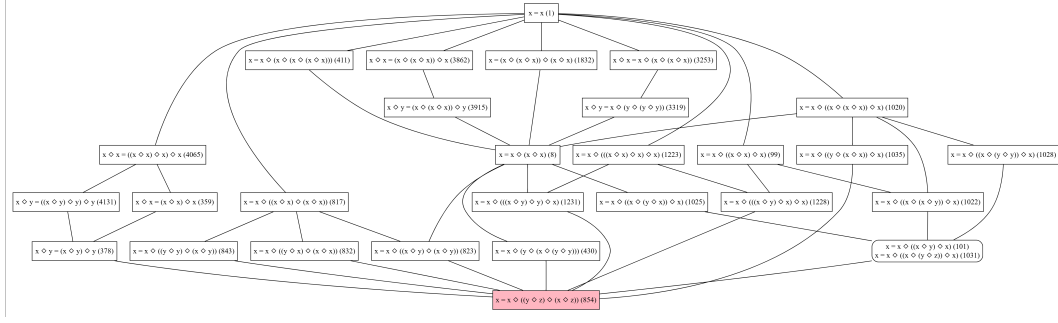 x = x (1)
x = x ◇ (x ◇ (x ◇ (x ◇ x))) (411)
x ◇ x = (x ◇ (x ◇ x)) ◇ x (3862)
x = (x ◇ (x ◇ x)) ◇ (x ◇ x) (1832)
x ◇ x = x ◇ (x ◇ (x ◇ x)) (3253)
x ◇ y = (x ◇ (x ◇ x)) ◇ y (3915)
x ◇ y = x ◇ (y ◇ (y ◇ y)) (3319)
x = x ◇ ((x ◇ (x ◇ x)) ◇ x) (1020)
x ◇ x = ((x ◇ x) ◇ x) ◇ x (4065)
x = x ◇ (x ◇ x) (8)
x = x ◇ (((x ◇ x) ◇ x) ◇ x) (1223)
x = x ◇ ((x ◇ x) ◇ x) (99)
x = x ◇ ((y ◇ (x ◇ x)) ◇ x) (1035)
x = x ◇ ((x ◇ (y ◇ y)) ◇ x) (1028)
x ◇ y = ((x ◇ y) ◇ y) ◇ y (4131)
x ◇ x = (x ◇ x) ◇ x (359)
x = x ◇ ((x ◇ x) ◇ (x ◇ x)) (817)
x = x ◇ (((x ◇ y) ◇ y) ◇ x) (1231)
x = x ◇ ((x ◇ (y ◇ x)) ◇ x) (1025)
x = x ◇ (((x ◇ y) ◇ x) ◇ x) (1228)
x = x ◇ ((x ◇ (x ◇ y)) ◇ x) (1022)
x ◇ y = (x ◇ y) ◇ y (378)
x = x ◇ ((y ◇ y) ◇ (x ◇ y)) (843)
x = x ◇ ((y ◇ x) ◇ (x ◇ x)) (832)
x = x ◇ ((x ◇ y) ◇ (x ◇ y)) (823)
x = x ◇ (y ◇ (x ◇ (y ◇ y))) (430)
x = x ◇ ((x ◇ y) ◇ x) (101)
x = x ◇ ((x ◇ (y ◇ z)) ◇ x) (1031)
x = x ◇ ((y ◇ z) ◇ (x ◇ z)) (854)